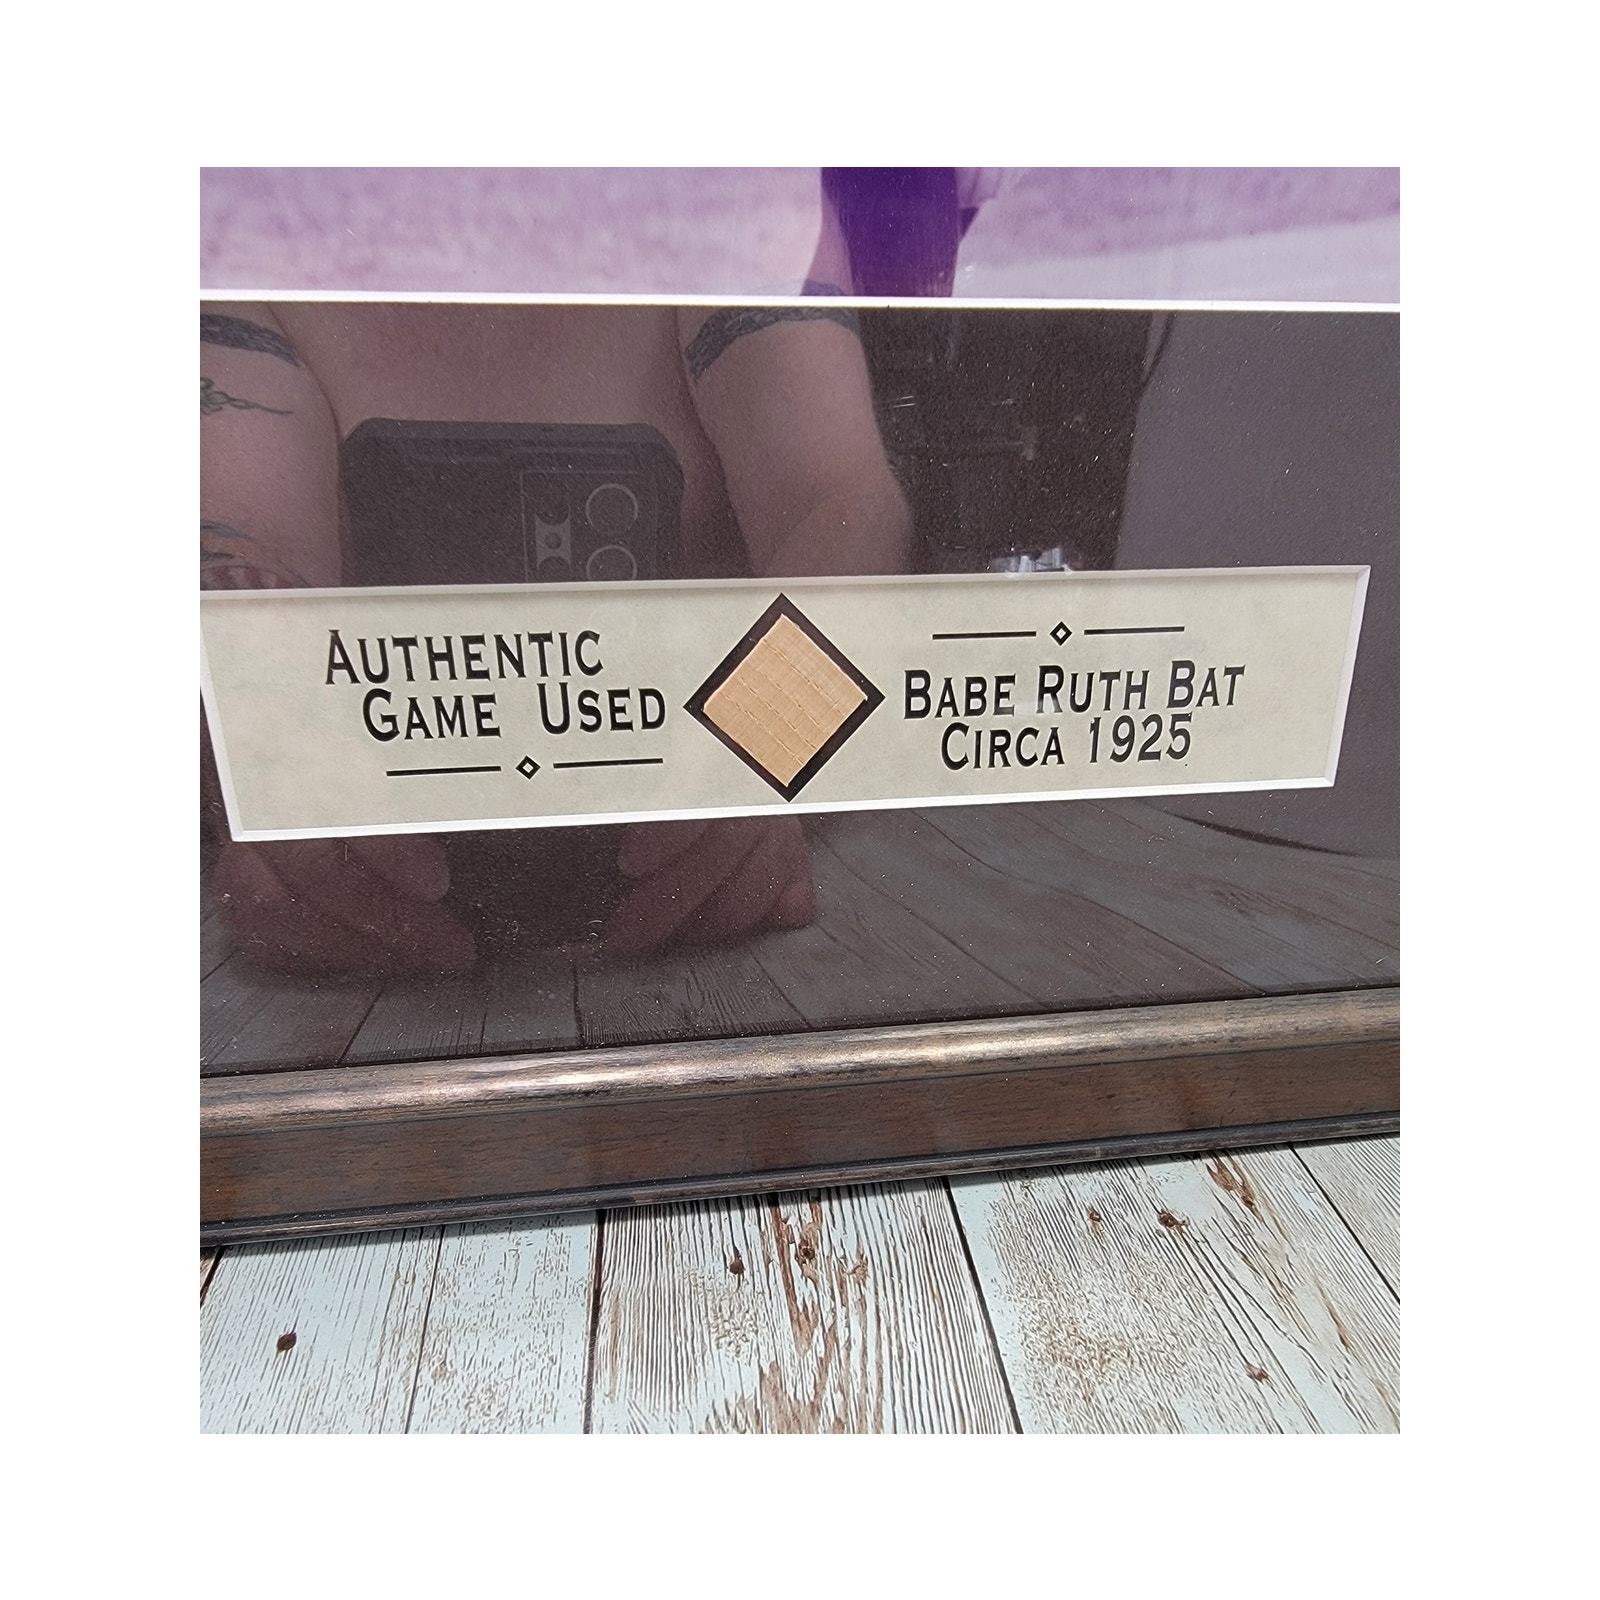 AUTHENTIC
GAME USED
BABE RUTH BAT
CIRCA 1925